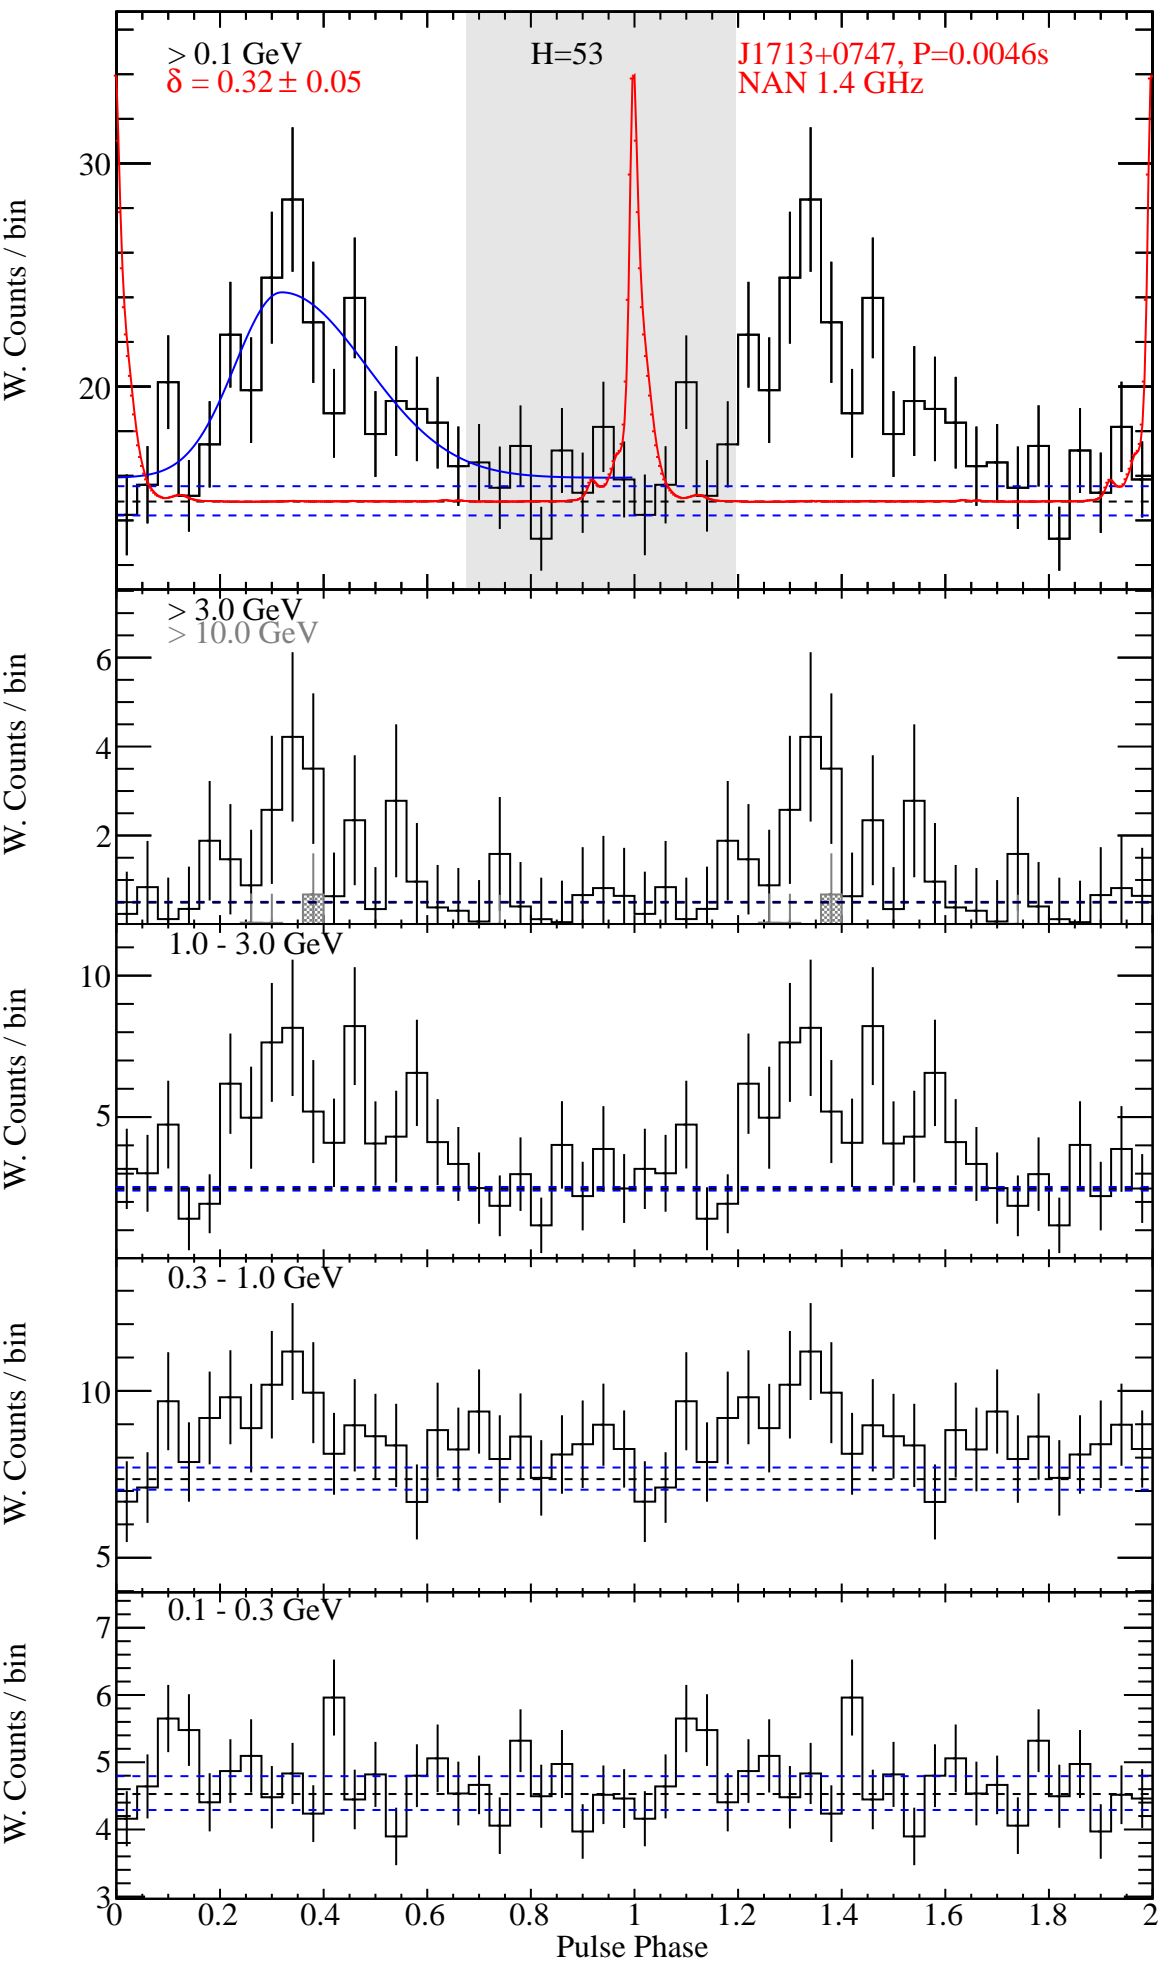 > 0.1 GeV
H=53
J1713+0747, P=0.0046s
δ = 0.32 ± 0.05
NAN 1.4 GHz
30
20
W. Counts / bin
> 3.0 GeV
> 10.0 GeV
6
4
2
W. Counts / bin
1.0 - 3.0 GeV
10
5
W. Counts / bin
0.3 - 1.0 GeV
10
5
W. Counts / bin
0.1 - 0.3 GeV
7
6
5
4
3
W. Counts / bin
0 0.2 0.4 0.6 0.8 1 1.2 1.4 1.6 1.8 2
Pulse Phase